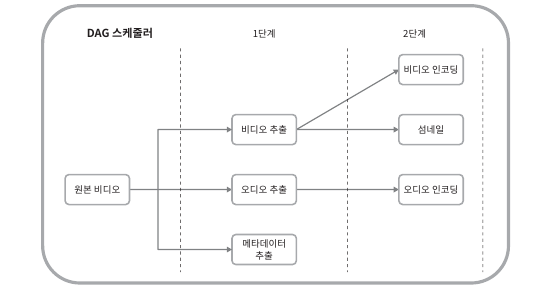 DAG 스케줄러
1단계
2단계
비디오 인코딩
비디오 추출
섬네일
원본 비디오
오디오 추출
오디오 인코딩
메타데이터
추출